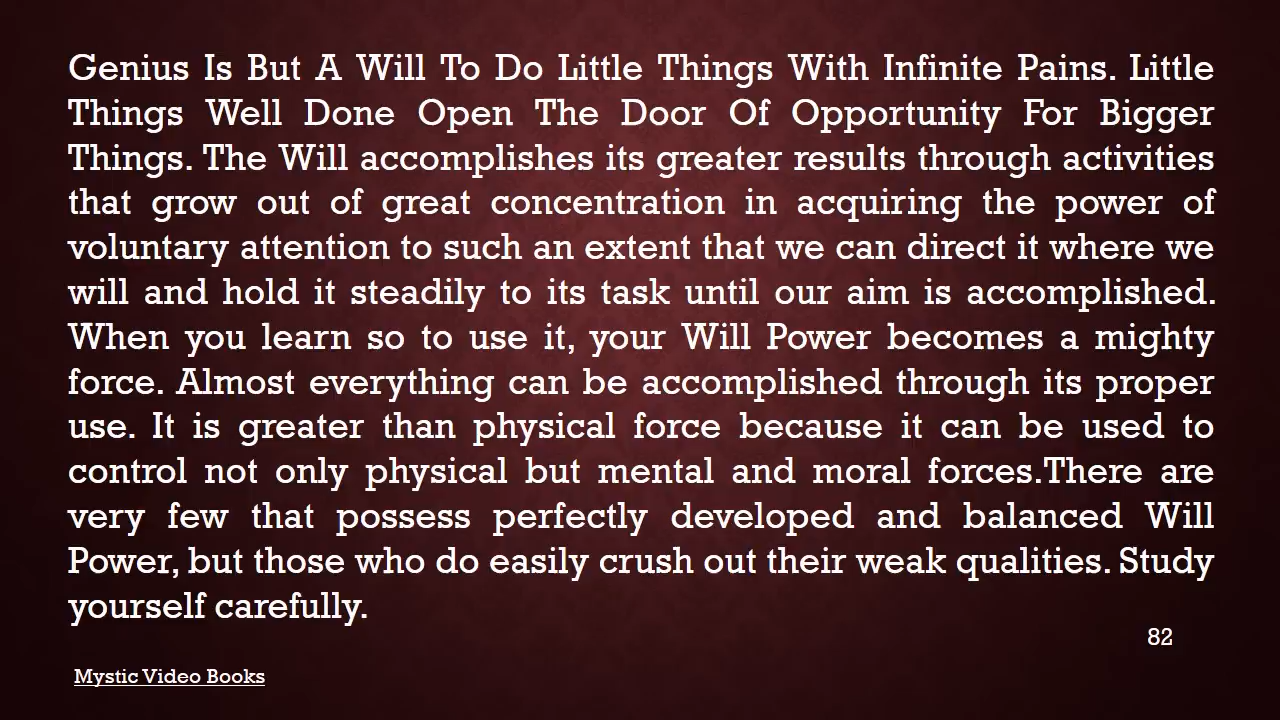 Genius Is But A Will To Do Little Things With Infinite Pains. Little
Things Well Done Open The Door Of Opportunity For Bigger
Things. The Will accomplishes its greater results through activities
that grow out of great concentration in acquiring the power of
voluntary attention to such an extent that we can direct it where we
will and hold it steadily to its task until our aim is accomplished.
When you learn so to use it, your Will Power becomes a mighty
force. Almost everything can be accomplished through its proper
use. It is greater than physical force because it can be used to
control not only physical but mental and moral forces.There are
very few that possess perfectly developed and balanced Will
Power, but those who do easily crush out their weak qualities. Study
yourself carefully.
82
Mystic Video Books